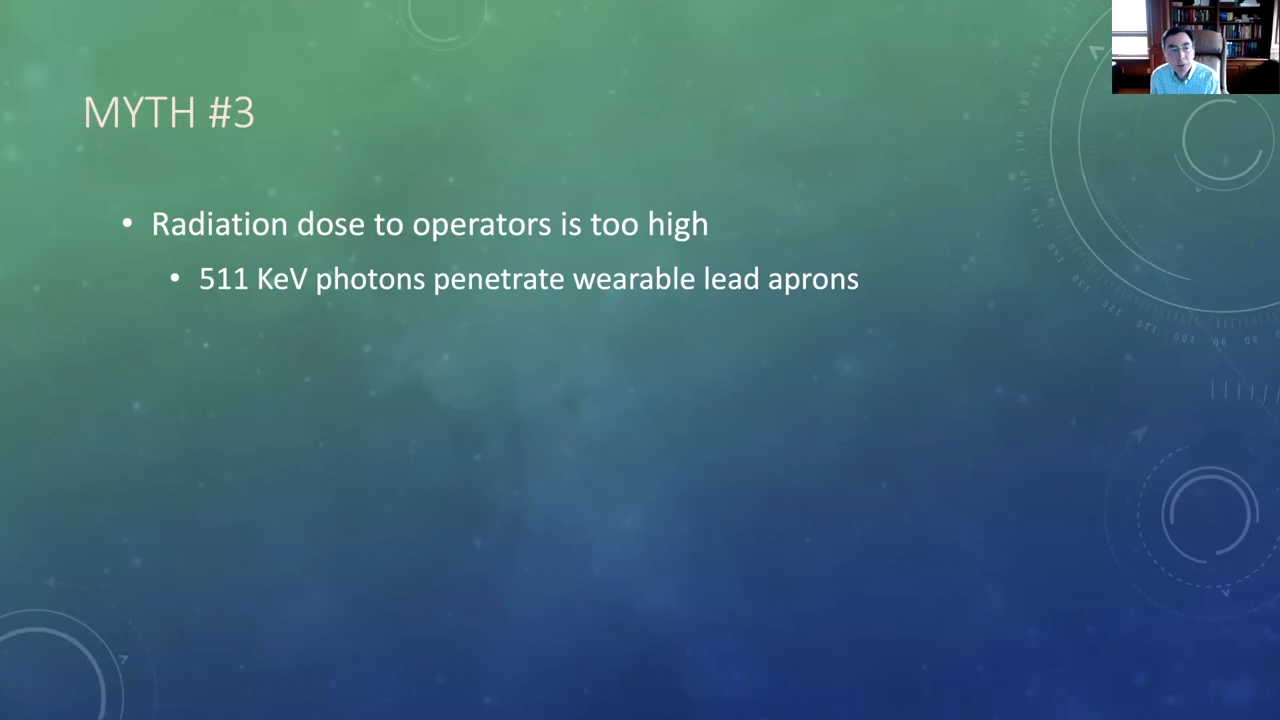 MYTH #3
• Radiation dose to operators is too high
• 511 KeV photons penetrate wearable lead aprons